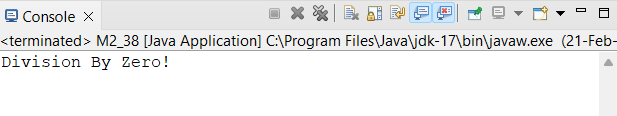 Console
<terminated> M2_38 [Java Application] C:\Program Files\Java\jdk-17\bin\javaw.exe (21-Feb-
Division By Zero!